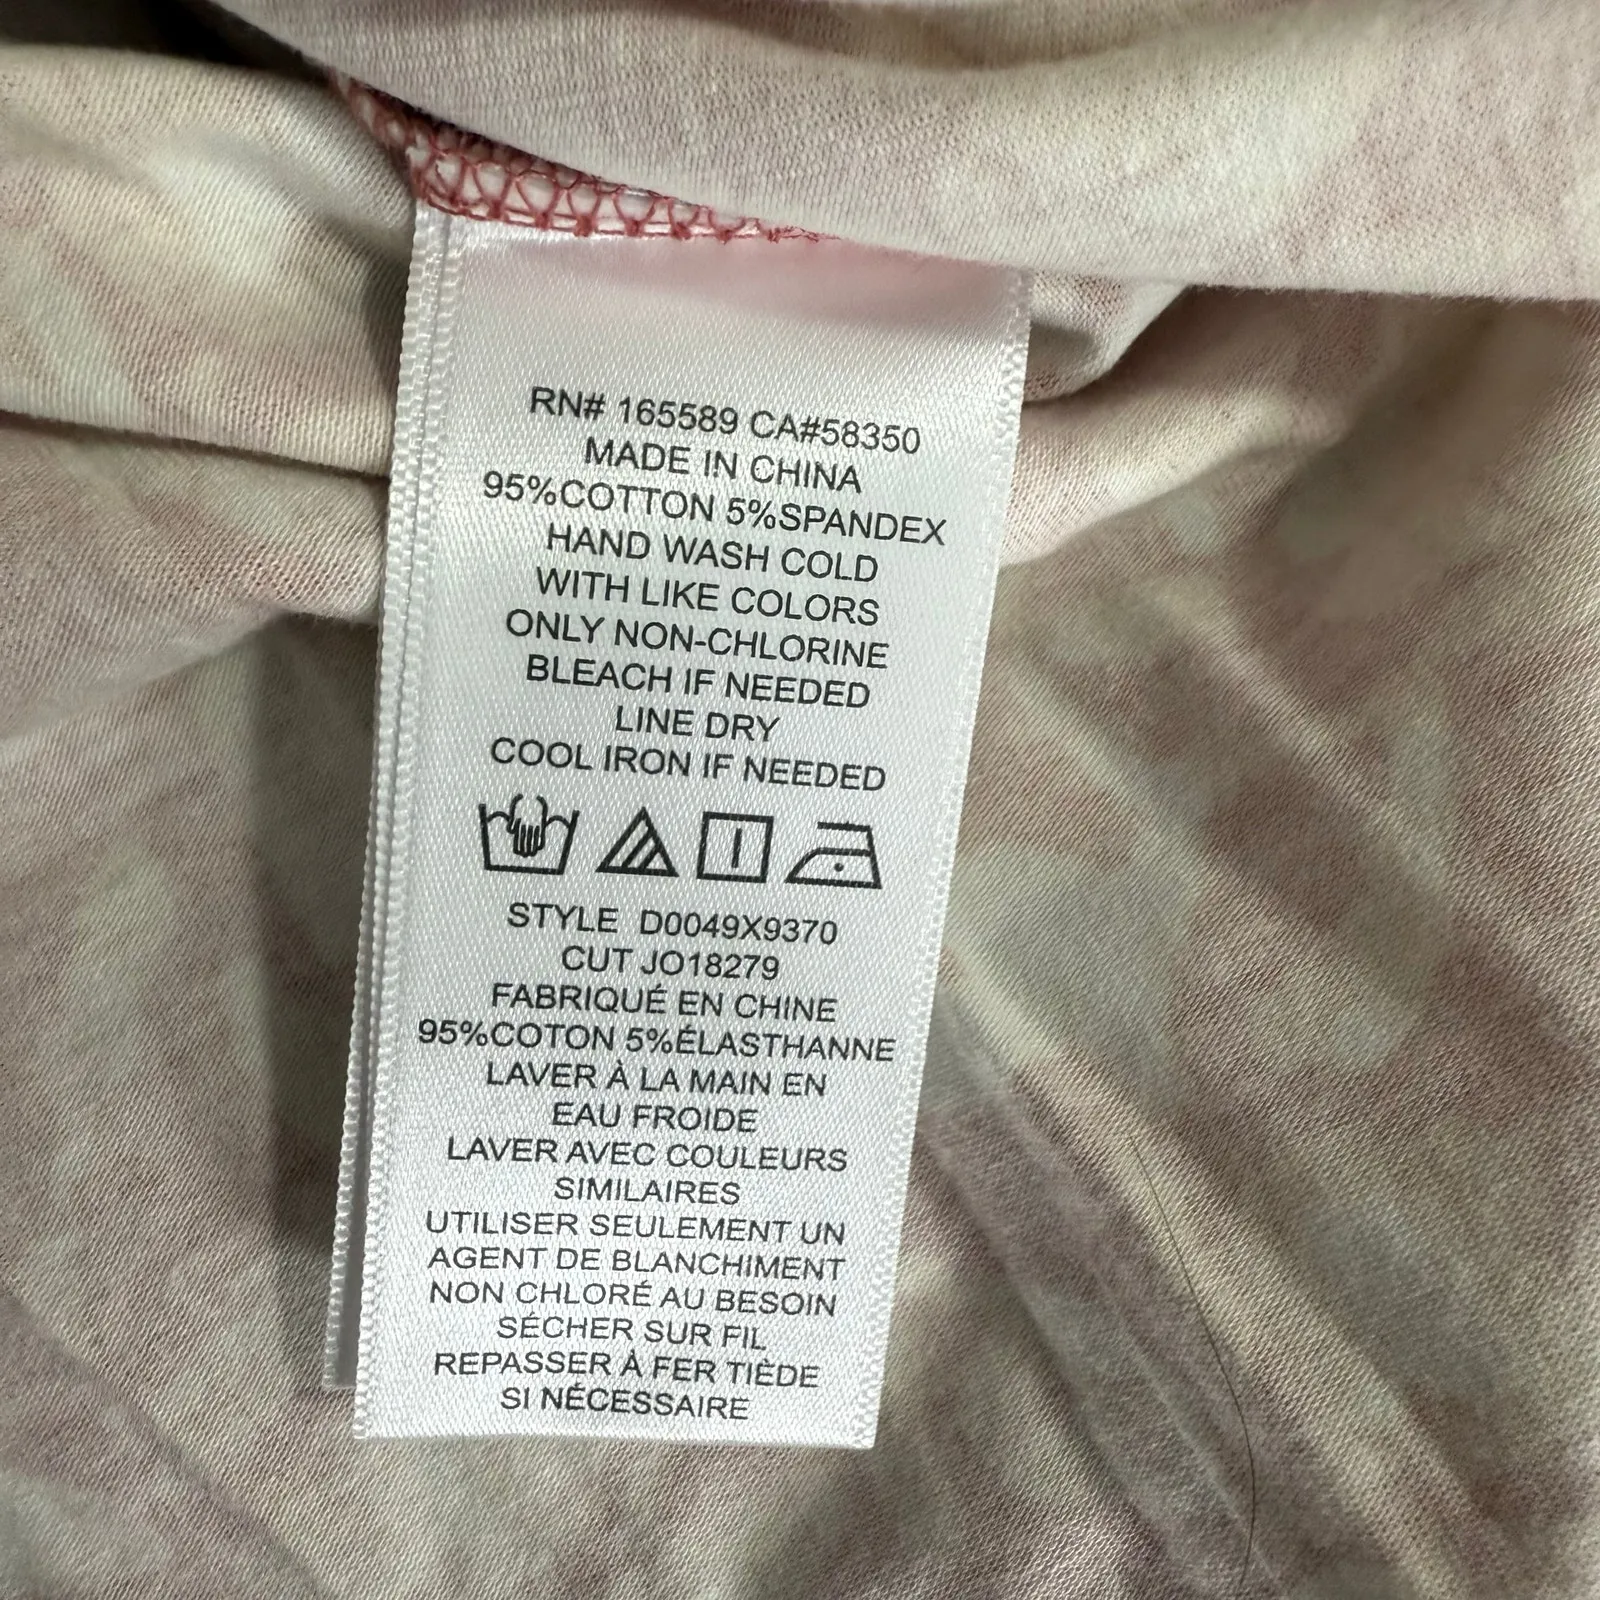 RN# 165589 CA#58350
MADE IN CHINA
95%COTTON 5%SPANDEX
HAND WASH COLD
WITH LIKE COLORS
ONLY NON-CHLORINE
BLEACH IF NEEDED
LINE DRY
COOL IRON IF NEEDED
STYLE D0049X9370
CUT JO18279
FABRIQUÉ EN CHINE
95%COTON 5%ÉLASTHANNE
LAVER À LA MAIN EN
EAU FROIDE
LAVER AVEC COULEURS
SIMILAIRES
UTILISER SEULEMENT UN
AGENT DE BLANCHIMENT
NON CHLORÉ AU BESOIN
SÉCHER SUR FIL
REPASSER À FER TIÈDE
SI NÉCESSAIRE